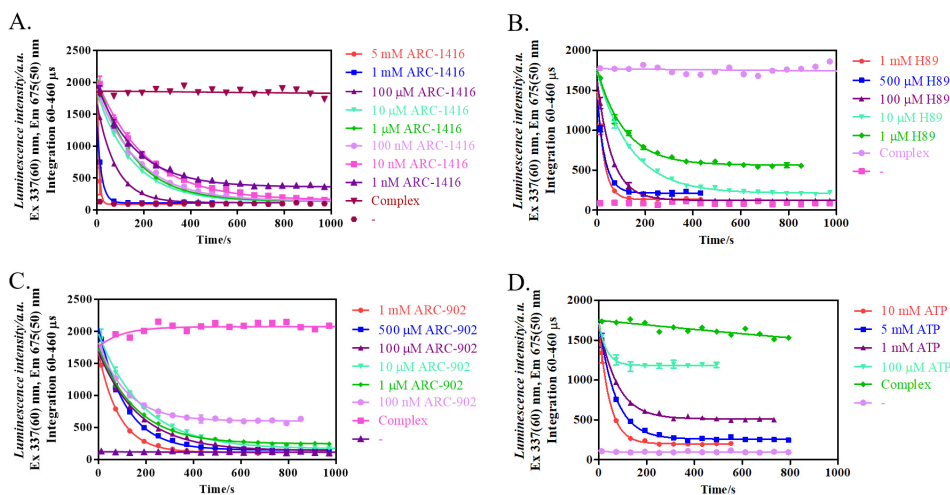 A.
Luminescence intensity/a.u.
Ex 337(60) nm, Em 675(50) nm
Integration 60-460 µs
2500
2000
1500
1000
500
0
0 200 400 600 800 1000
Time/s
5 mM ARC-1416
1 mM ARC-1416
100 µM ARC-1416
10 µM ARC-1416
1 µM ARC-1416
100 nM ARC-1416
10 nM ARC-1416
1 nM ARC-1416
Complex
-
B.
Luminescence intensity/a.u.
Ex 337(60) nm, Em 675(50) nm
Integration 60-460 µs
2000
1500
1000
500
0
0 200 400 600 800 1000
Time/s
1 mM H89
500 µM H89
100 µM H89
10 µM H89
1 µM H89
Complex
-
C.
Luminescence intensity/a.u.
Ex 337(60) nm, Em 675(50) nm
Integration 60-460 µs
2500
2000
1500
1000
500
0
0 200 400 600 800 1000
Time/s
1 mM ARC-902
500 µM ARC-902
100 µM ARC-902
10 µM ARC-902
1 µM ARC-902
100 nM ARC-902
Complex
-
D.
Luminescence intensity/a.u.
Ex 337(60) nm, Em 675(50) nm
Integration 60-460 µs
2000
1500
1000
500
0
0 200 400 600 800 1000
Time/s
10 mM ATP
5 mM ATP
1 mM ATP
100 µM ATP
Complex
-